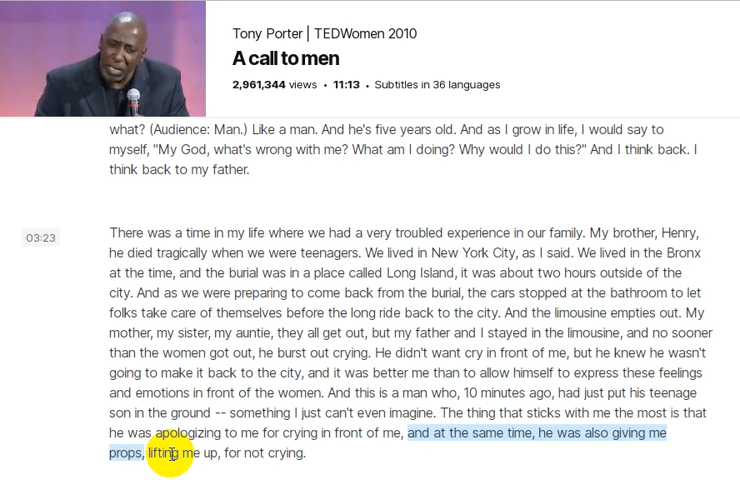 Tony Porter | TEDWomen 2010
A call to men
2,961,344 views • 11:13 • Subtitles in 36 languages
what? (Audience: Man.) Like a man. And he's five years old. And as I grow in life, I would say to
myself, "My God, what's wrong with me? What am I doing? Why would I do this?" And I think back. I
think back to my father.
03:23
There was a time in my life where we had a very troubled experience in our family. My brother, Henry,
he died tragically when we were teenagers. We lived in New York City, as I said. We lived in the Bronx
at the time, and the burial was in a place called Long Island, it was about two hours outside of the
city. And as we were preparing to come back from the burial, the cars stopped at the bathroom to let
folks take care of themselves before the long ride back to the city. And the limousine empties out. My
mother, my sister, my auntie, they all get out, but my father and I stayed in the limousine, and no sooner
than the women got out, he burst out crying. He didn't want cry in front of me, but he knew he wasn't
going to make it back to the city, and it was better me than to allow himself to express these feelings
and emotions in front of the women. And this is a man who, 10 minutes ago, had just put his teenage
son in the ground -- something I just can't even imagine. The thing that sticks with me the most is that
he was apologizing to me for crying in front of me, and at the same time, he was also giving me
props, lifting me up, for not crying.